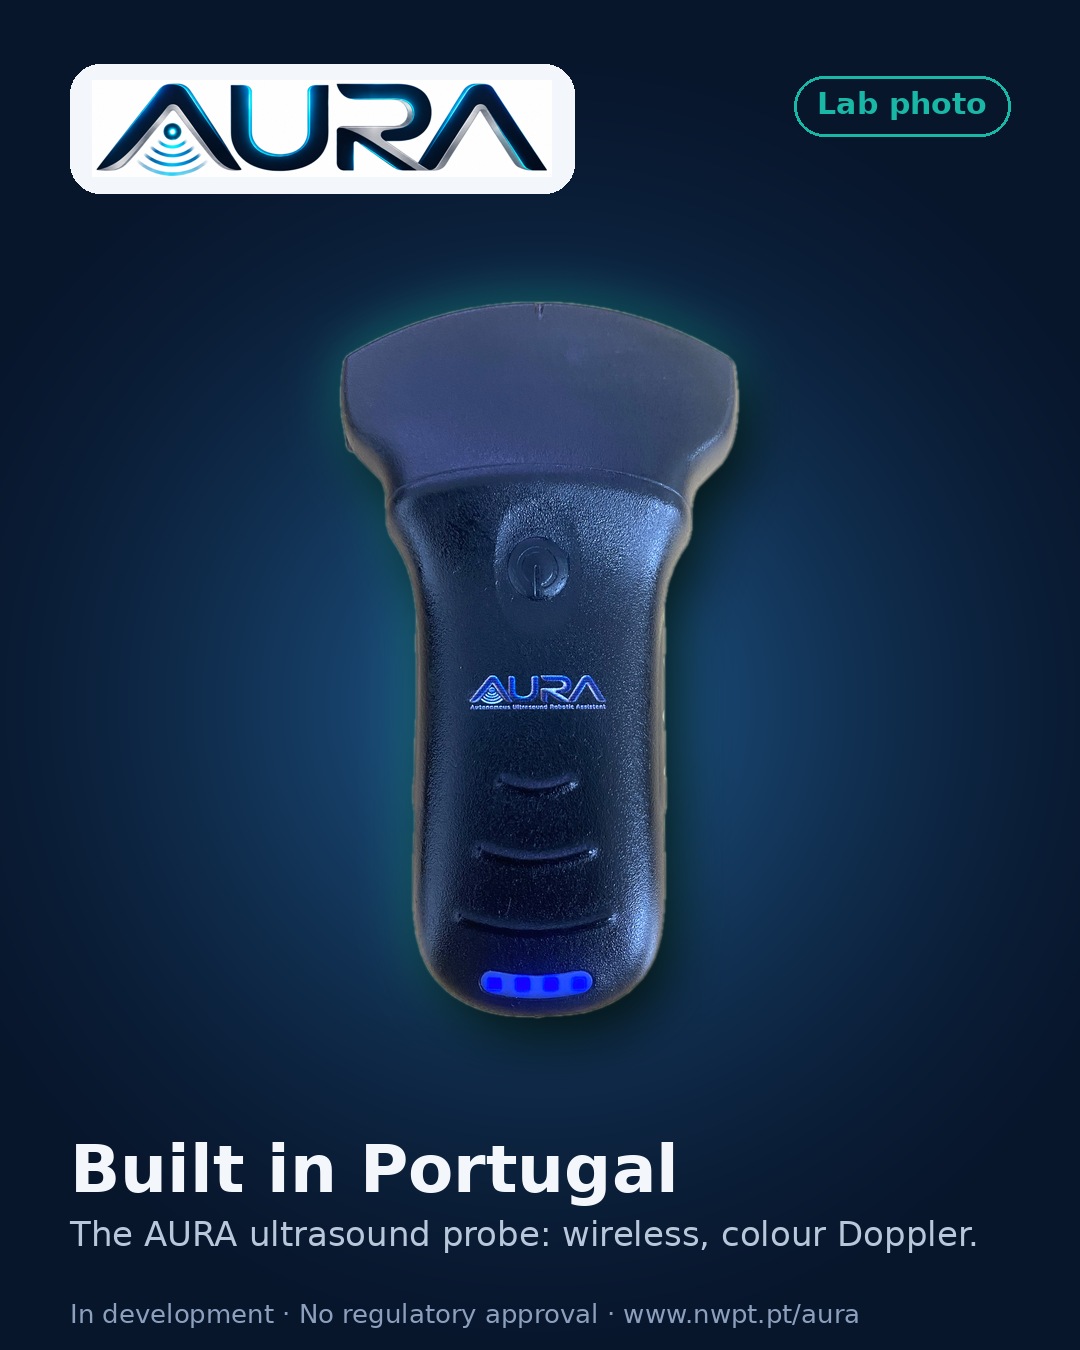 AURA
Lab photo
AURA
Autonomous Ultrasound Robotic Assistant
Built in Portugal
The AURA ultrasound probe: wireless, colour Doppler.
In development · No regulatory approval · www.nwpt.pt/aura